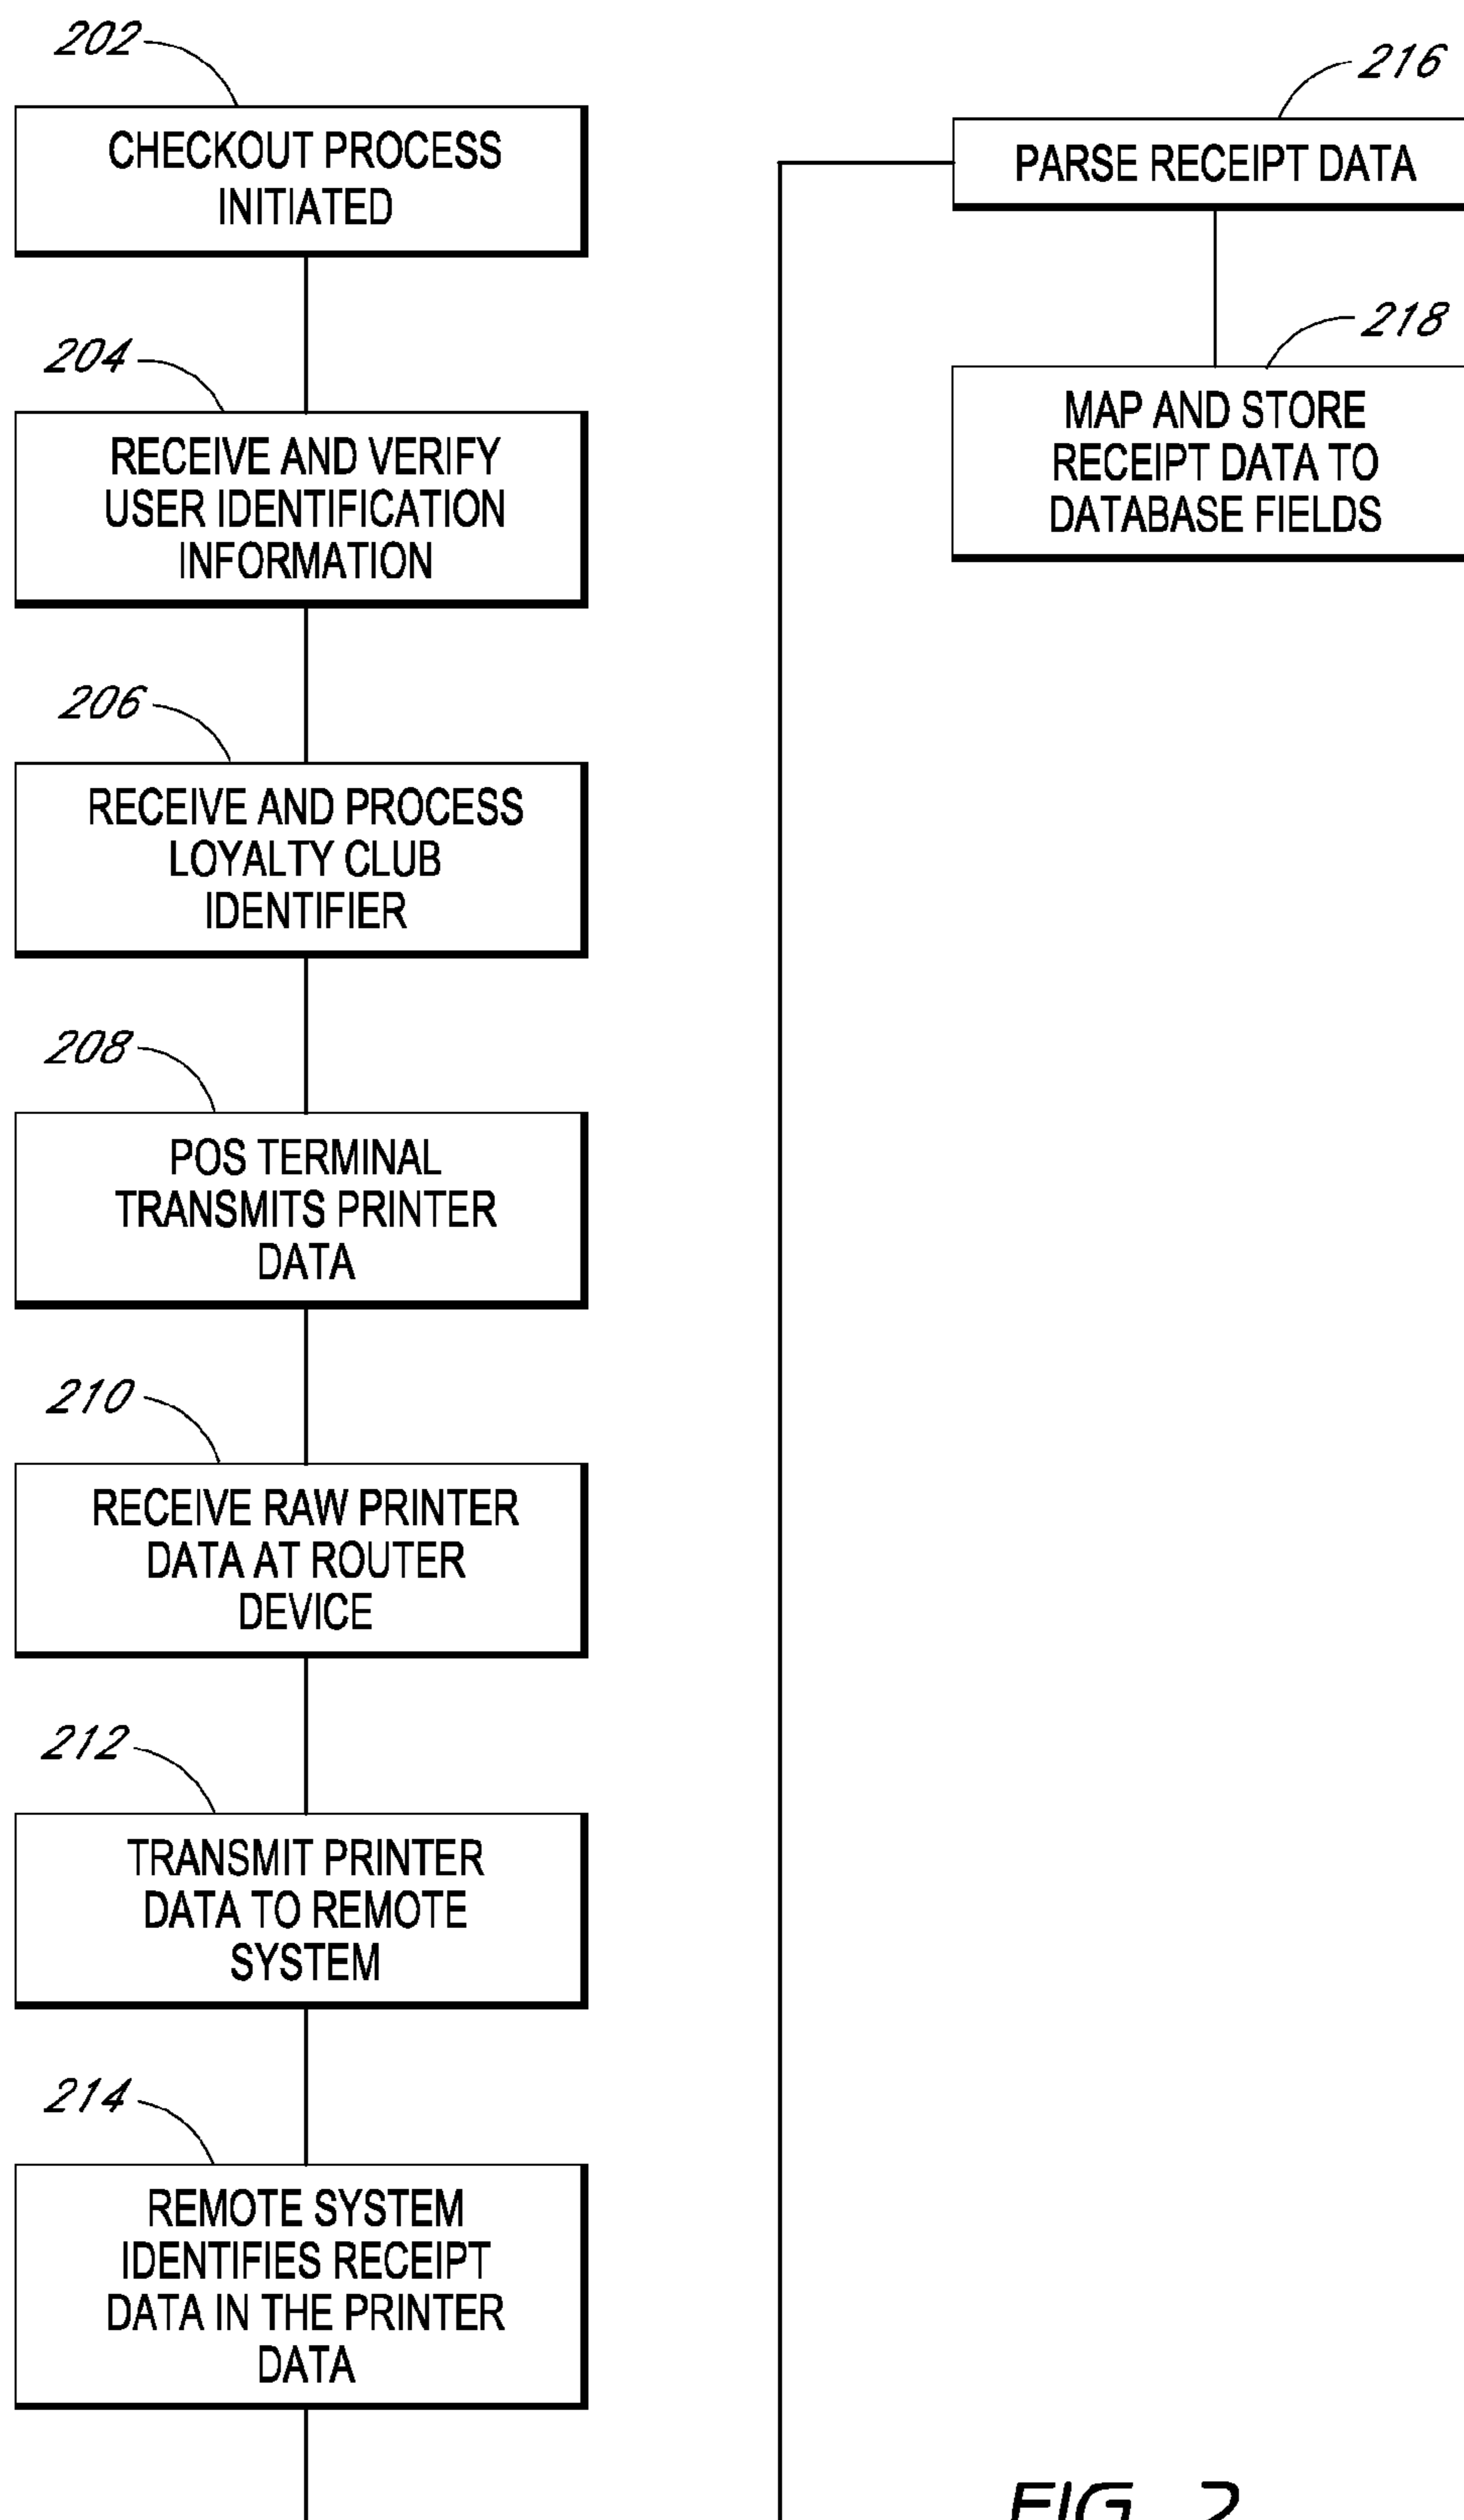 202
CHECKOUT PROCESS
INITIATED
204
RECEIVE AND VERIFY
USER IDENTIFICATION
INFORMATION
206
RECEIVE AND PROCESS
LOYALTY CLUB
IDENTIFIER
208
POS TERMINAL
TRANSMITS PRINTER
DATA
210
RECEIVE RAW PRINTER
DATA AT ROUTER
DEVICE
212
TRANSMIT PRINTER
DATA TO REMOTE
SYSTEM
214
REMOTE SYSTEM
IDENTIFIES RECEIPT
DATA IN THE PRINTER
DATA
216
PARSE RECEIPT DATA
218
MAP AND STORE
RECEIPT DATA TO
DATABASE FIELDS
FIG. 2